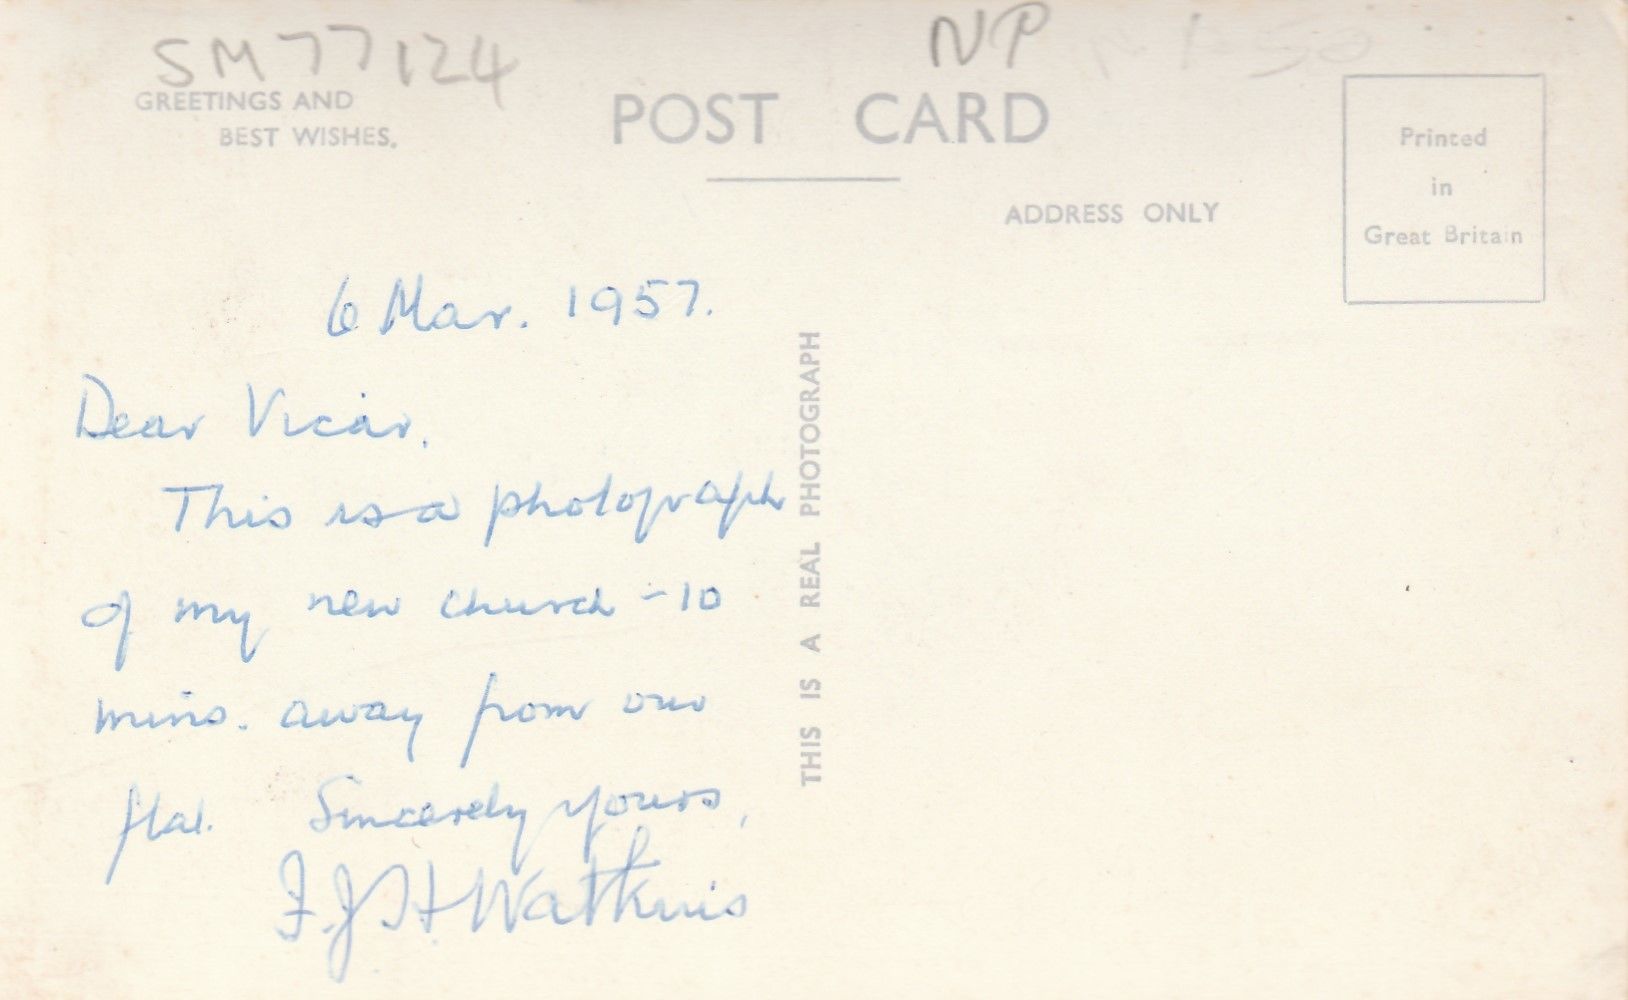 SM77124
NP
GREETINGS AND
BEST WISHES.
POST CARD
ADDRESS ONLY
Printed
in
Great Britain
THIS IS A REAL PHOTOGRAPH
6 Mar. 1957.
Dear Vicar,
This is a photograph
of my new church - 10
mins. away from our
flat. Sincerely yours,
F.J.H. Watkins